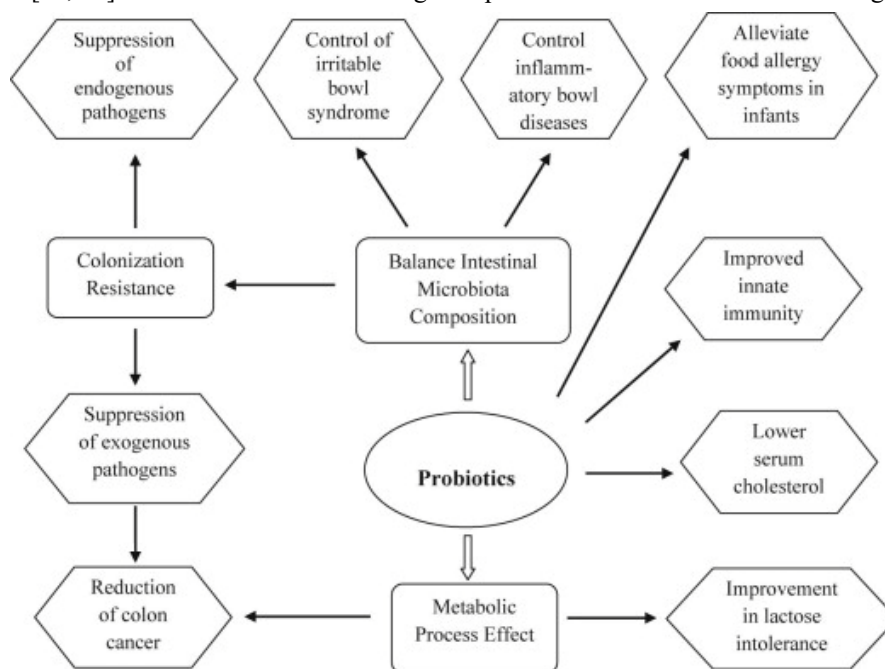 Suppression
of
endogenous
pathogens
Control of
irritable
bowl
syndrome
Control
inflamm-
atory bowl
diseases
Alleviate
food allergy
symptoms in
infants
Colonization
Resistance
Balance Intestinal
Microbiota
Composition
Improved
innate
immunity
Suppression
of exogenous
pathogens
Probiotics
Lower
serum
cholesterol
Reduction
of colon
cancer
Metabolic
Process Effect
Improvement
in lactose
intolerance